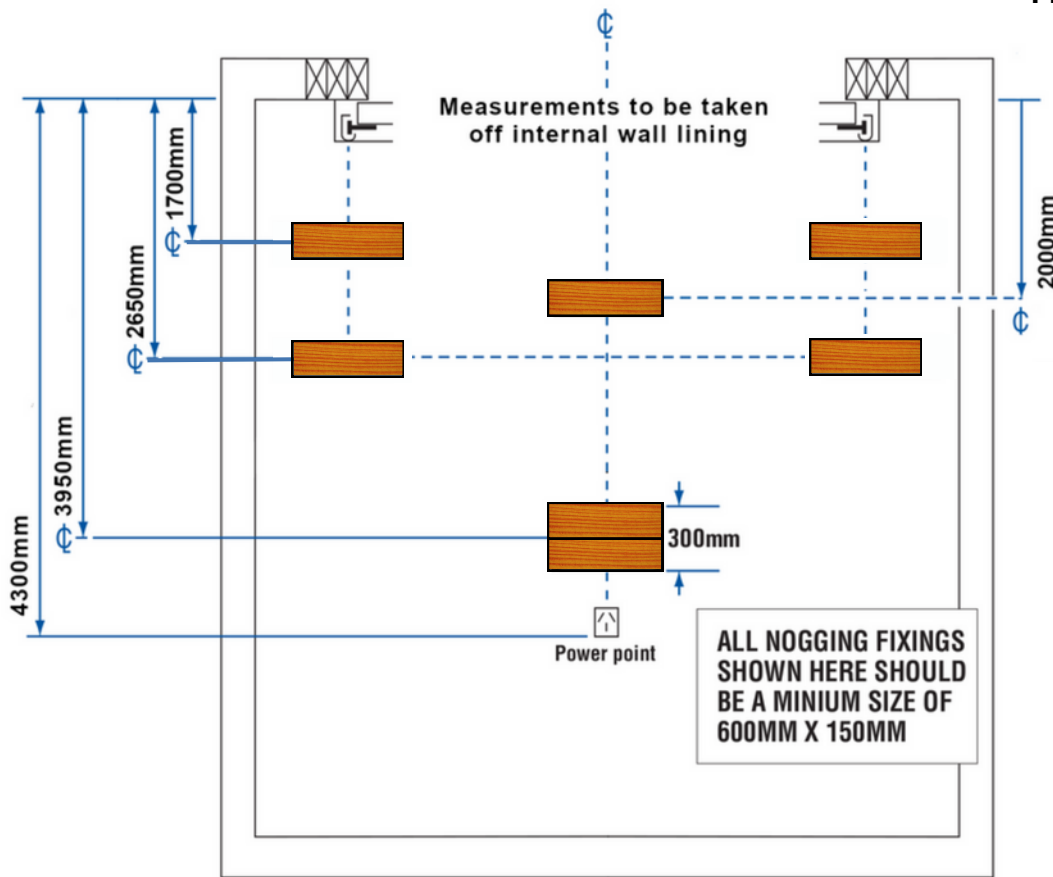 ℄
Measurements to be taken
off internal wall lining
1700mm
℄
2650mm
℄
3950mm
℄
4300mm
2000mm
℄
300mm
Power point
ALL NOGGING FIXINGS
SHOWN HERE SHOULD
BE A MINIUM SIZE OF
600MM X 150MM